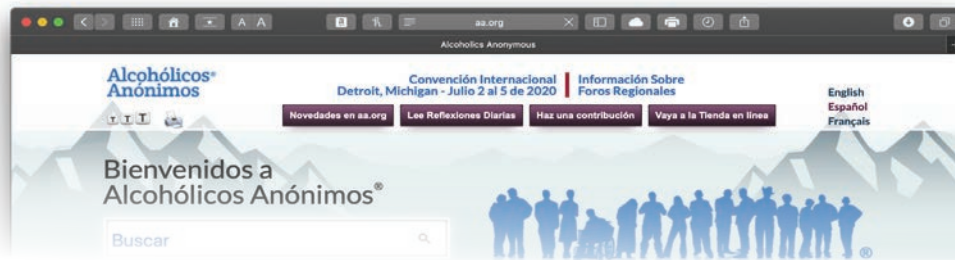 A A
aa.org
Alcoholics Anonymous
Alcohólicos®
Anónimos
Convención Internacional
Detroit, Michigan - Julio 2 al 5 de 2020
Información Sobre
Foros Regionales
English
Español
Français
T T T
Novedades en aa.org
Lee Reflexiones Diarias
Haz una contribución
Vaya a la Tienda en línea
Bienvenidos a
Alcohólicos Anónimos®
Buscar
®